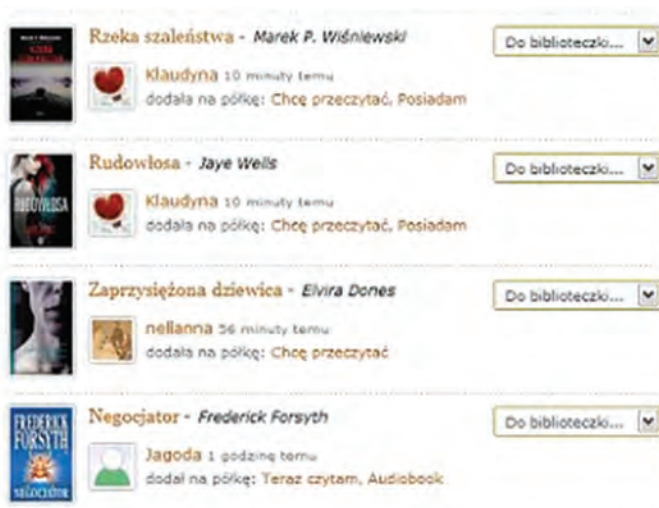 Rzeka szaleństwa - Marek P. Wiśniewski
Do biblioteczki...
Klaudyna 10 minuty temu
dodała na półkę: Chcę przeczytać, Posiadam
Rudowłosa - Jaye Wells
Do biblioteczki...
RUDOWŁOSA
Klaudyna 10 minuty temu
dodała na półkę: Chcę przeczytać, Posiadam
Zaprzysiężona dziewica - Elvira Dones
Do biblioteczki...
nellanna 56 minuty temu
dodała na półkę: Chcę przeczytać
Negocjator - Frederick Forsyth
Do biblioteczki...
FREDERICK
FORSYTH
NEGOCJATOR
Jagoda 1 godzinę temu
dodał na półkę: Teraz czytam, Audiobook